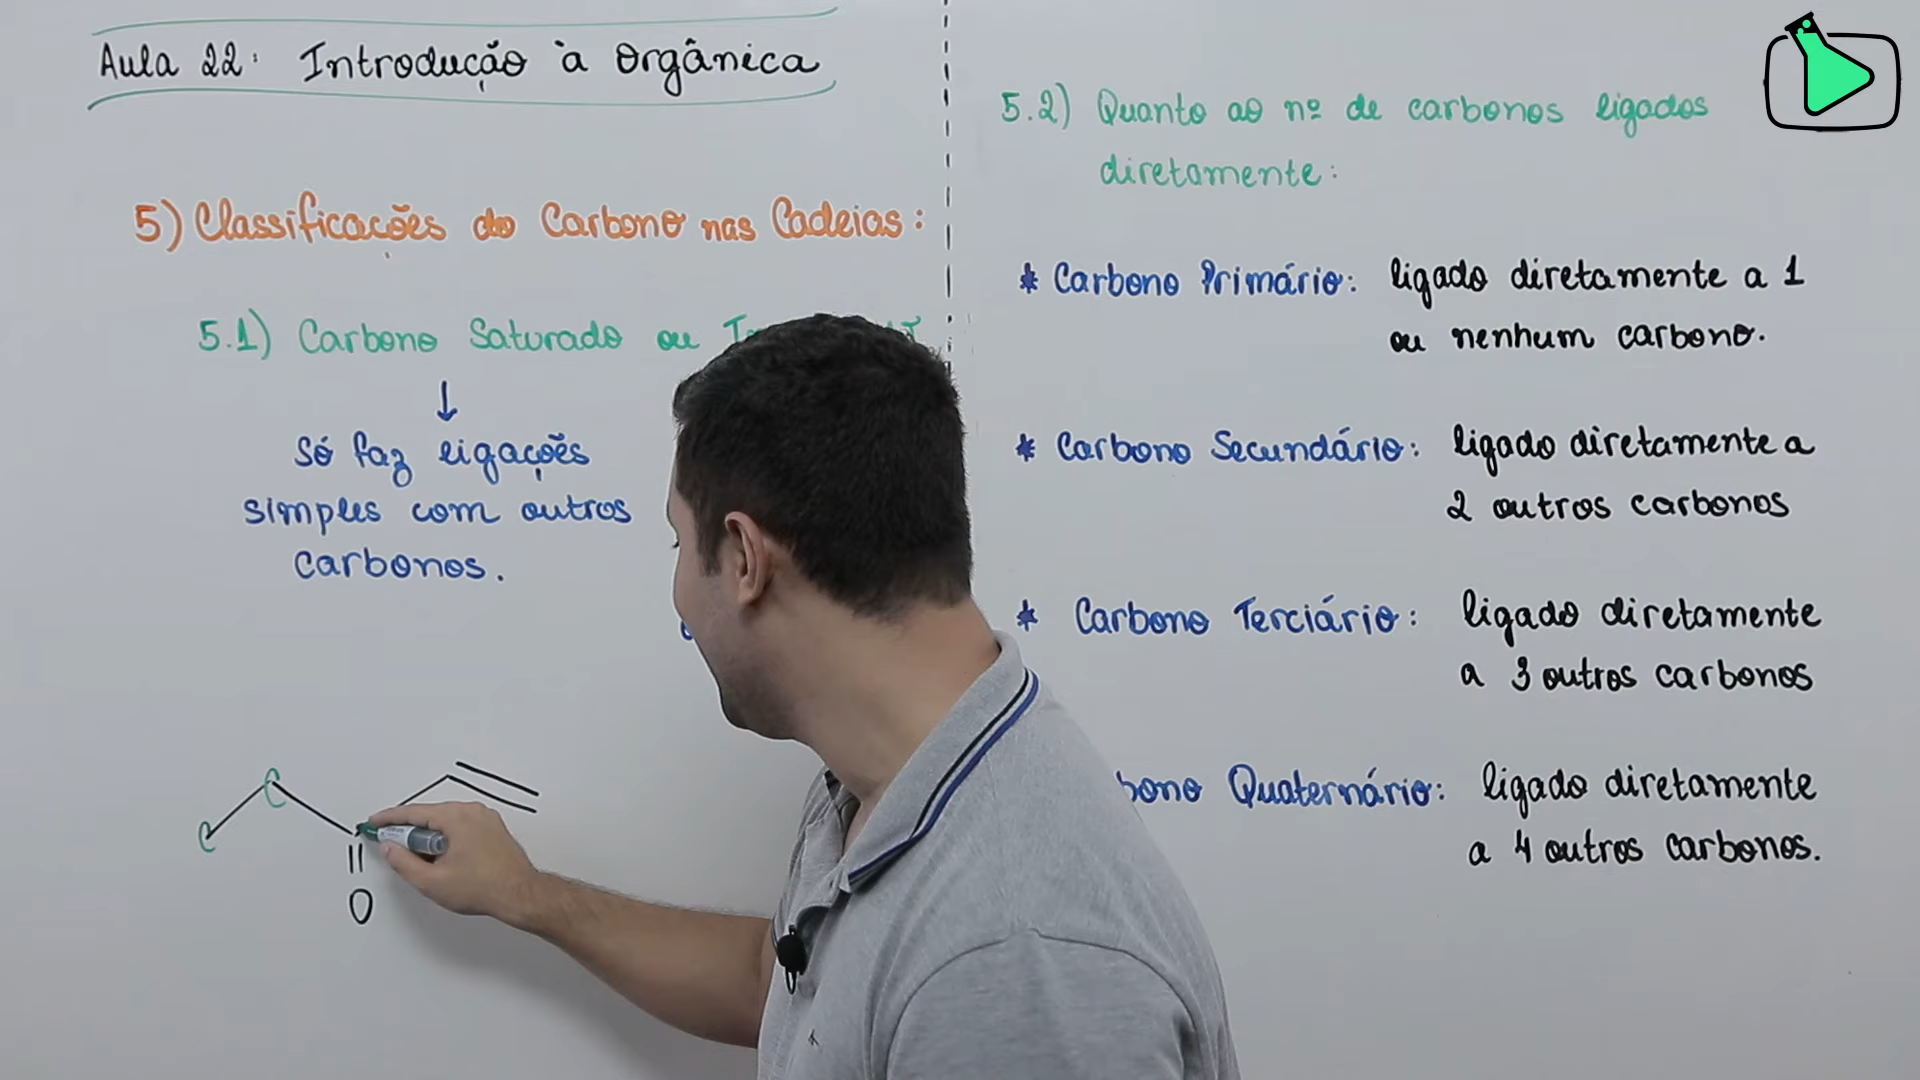 Aula 22: Introdução à Orgânica
5) Classificações do Carbono nas Cadeias:
5.1) Carbono Saturado ou
↓
Só faz ligações
simples com outros
carbonos.
C
C
O
5.2) Quanto ao nº de carbonos ligados
diretamente:
* Carbono Primário: ligado diretamente a 1
ou nenhum carbono.
* Carbono Secundário: ligado diretamente a
2 outros carbonos
* Carbono Terciário: ligado diretamente
a 3 outros carbonos
bono Quaternário: ligado diretamente
a 4 outros carbonos.